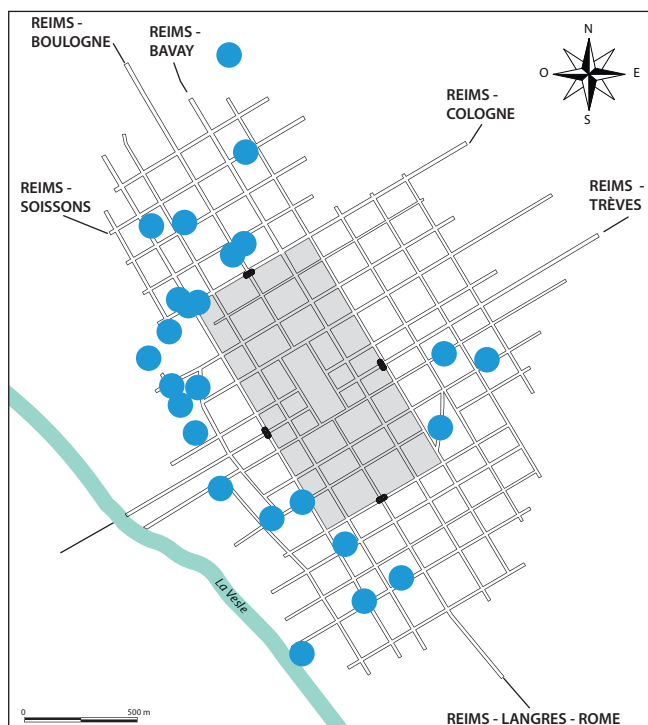 REIMS -
BOULOGNE
REIMS -
BAVAY
N
O
E
S
REIMS -
COLOGNE
REIMS -
SOISSONS
REIMS -
TRÈVES
La Vesle
0
500 m
REIMS - LANGRES - ROME